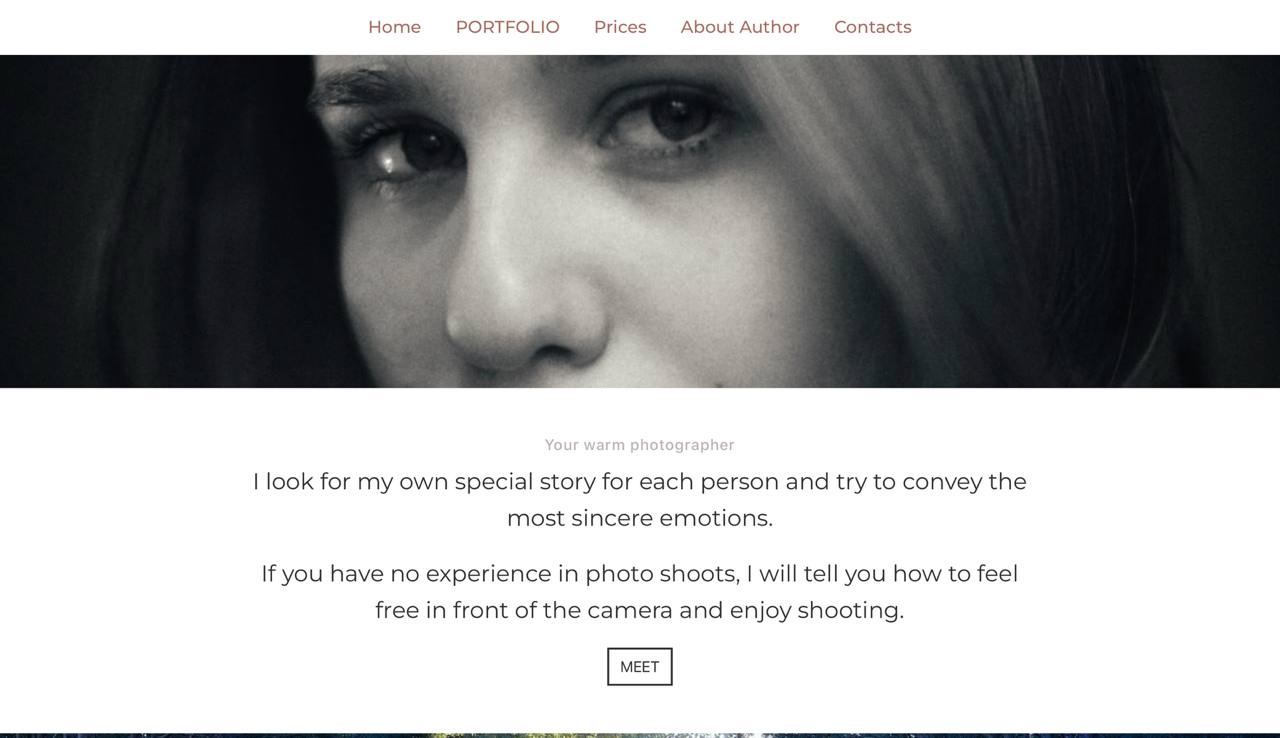 Home PORTFOLIO Prices About Author Contacts
Your warm photographer
I look for my own special story for each person and try to convey the
most sincere emotions.
If you have no experience in photo shoots, I will tell you how to feel
free in front of the camera and enjoy shooting.
MEET